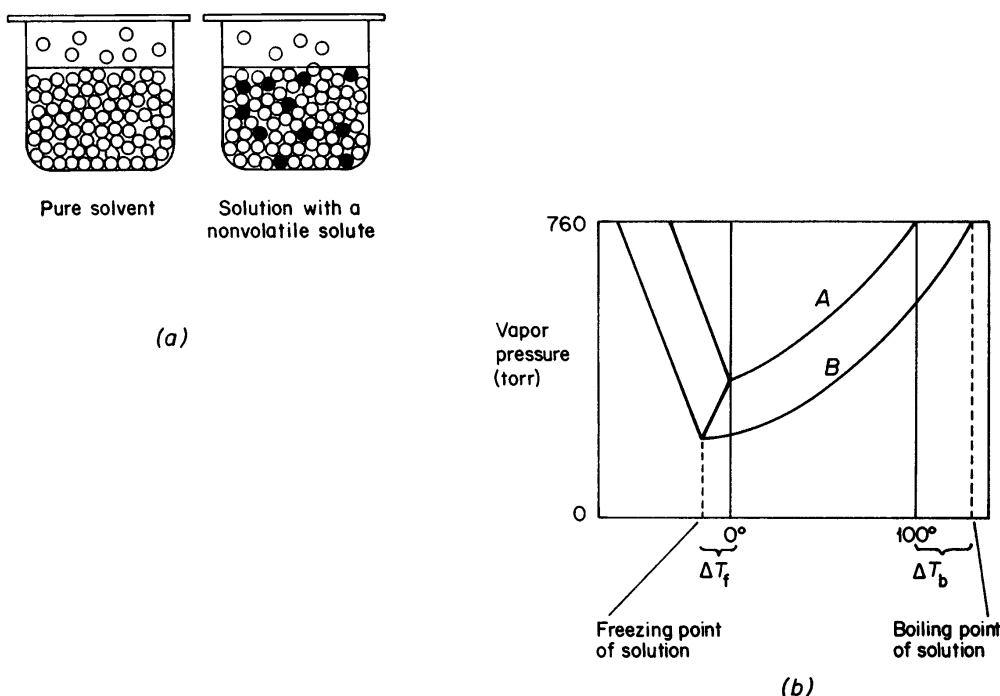 Pure solvent
Solution with a
nonvolatile solute
(a)
760
Vapor
pressure
(torr)
A
B
0
0°
100°
ΔTf
ΔTb
Freezing point
of solution
Boiling point
of solution
(b)